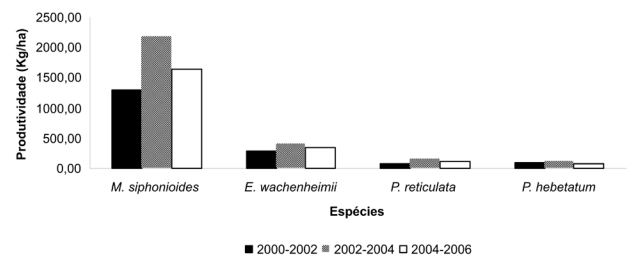 2500,00
2000,00
1500,00
1000,00
500,00
0,00
Produtividade (Kg/ha)
M. siphonioides E. wachenheimii P. reticulata P. hebetatum
Espécies
2000-2002 2002-2004 2004-2006